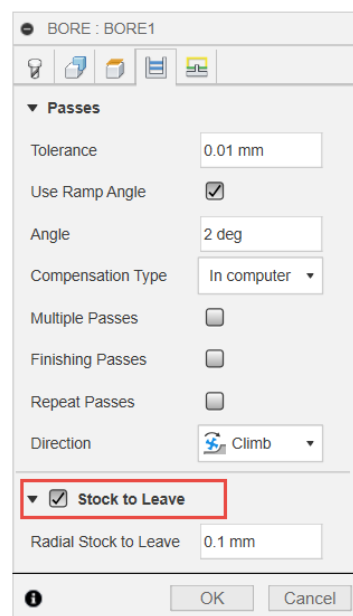 BORE : BORE1
Passes
Tolerance 0.01 mm
Use Ramp Angle
Angle 2 deg
Compensation Type In computer
Multiple Passes
Finishing Passes
Repeat Passes
Direction Climb
Stock to Leave
Radial Stock to Leave 0.1 mm
OK Cancel